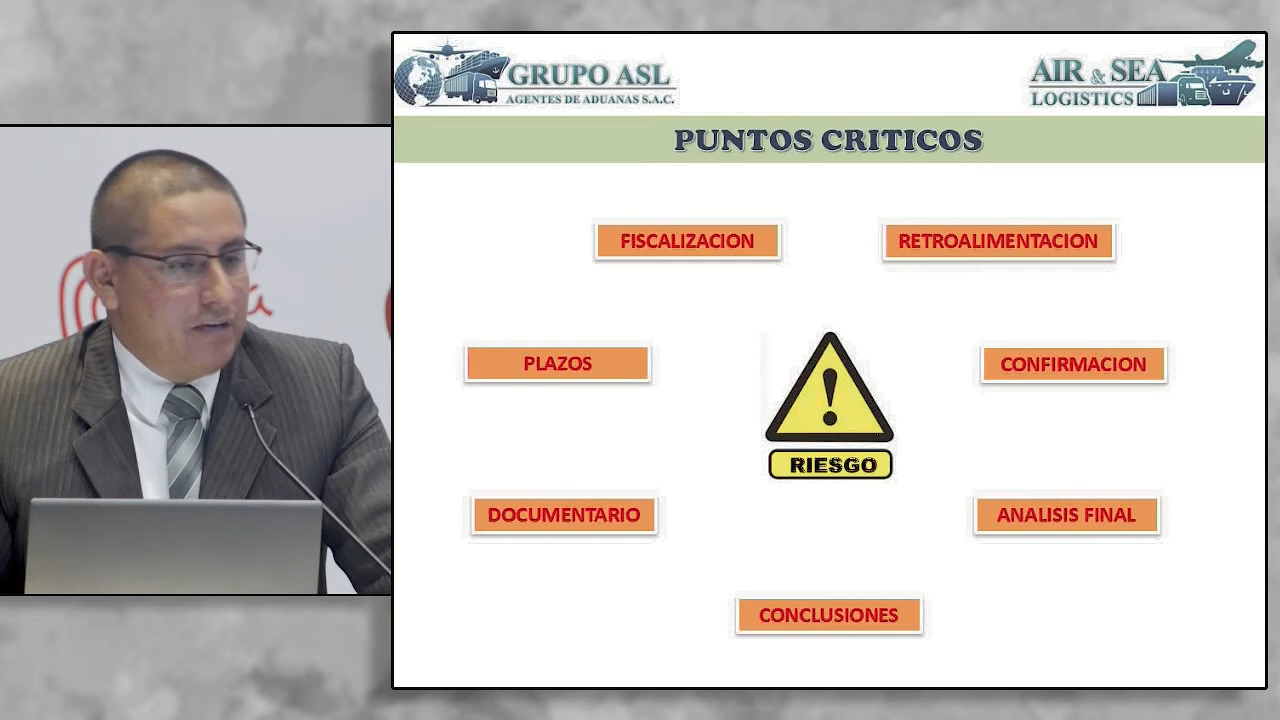 GRUPO ASL
AGENTES DE ADUANAS S.A.C.
AIR & SEA
LOGISTICS
PUNTOS CRITICOS
FISCALIZACION
RETROALIMENTACION
PLAZOS
CONFIRMACION
RIESGO
DOCUMENTARIO
ANALISIS FINAL
CONCLUSIONES